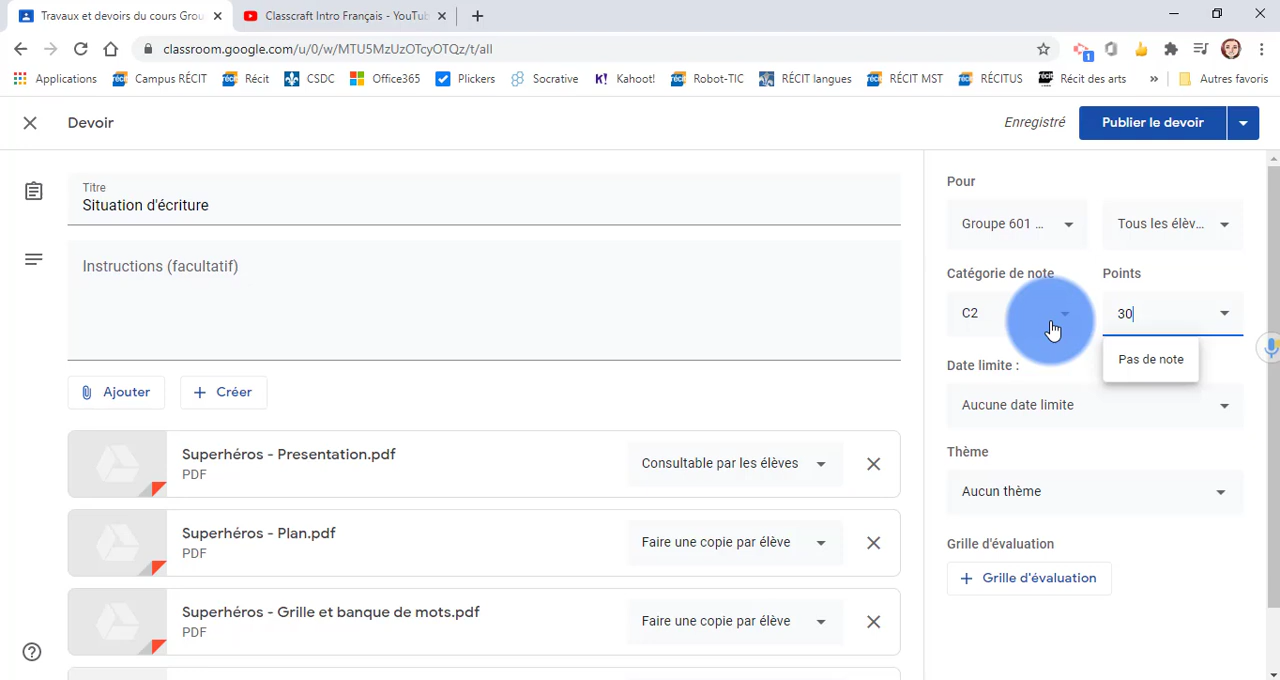 Travaux et devoirs du cours Grou
Classcraft Intro Français - YouTub
classroom.google.com/u/0/w/MTU5MzUzOTcyOTQz/t/all
Applications
Campus RÉCIT
Récit
CSDC
Office365
Plickers
Socrative
Kahoot!
Robot TIC
RÉCIT langues
RÉCIT MST
RÉCITUS
Récit des arts
»
Autres favoris
Devoir
Enregistré
Publier le devoir
Titre
Situation d'écriture
Instructions (facultatif)
Ajouter
Créer
Superhéros - Presentation.pdf
PDF
Consultable par les élèves
Superhéros - Plan.pdf
PDF
Faire une copie par élève
Superhéros - Grille et banque de mots.pdf
PDF
Faire une copie par élève
Pour
Groupe 601 ...
Tous les élèv...
Catégorie de note
Points
C2
30
Pas de note
Date limite :
Aucune date limite
Thème
Aucun thème
Grille d'évaluation
Grille d'évaluation